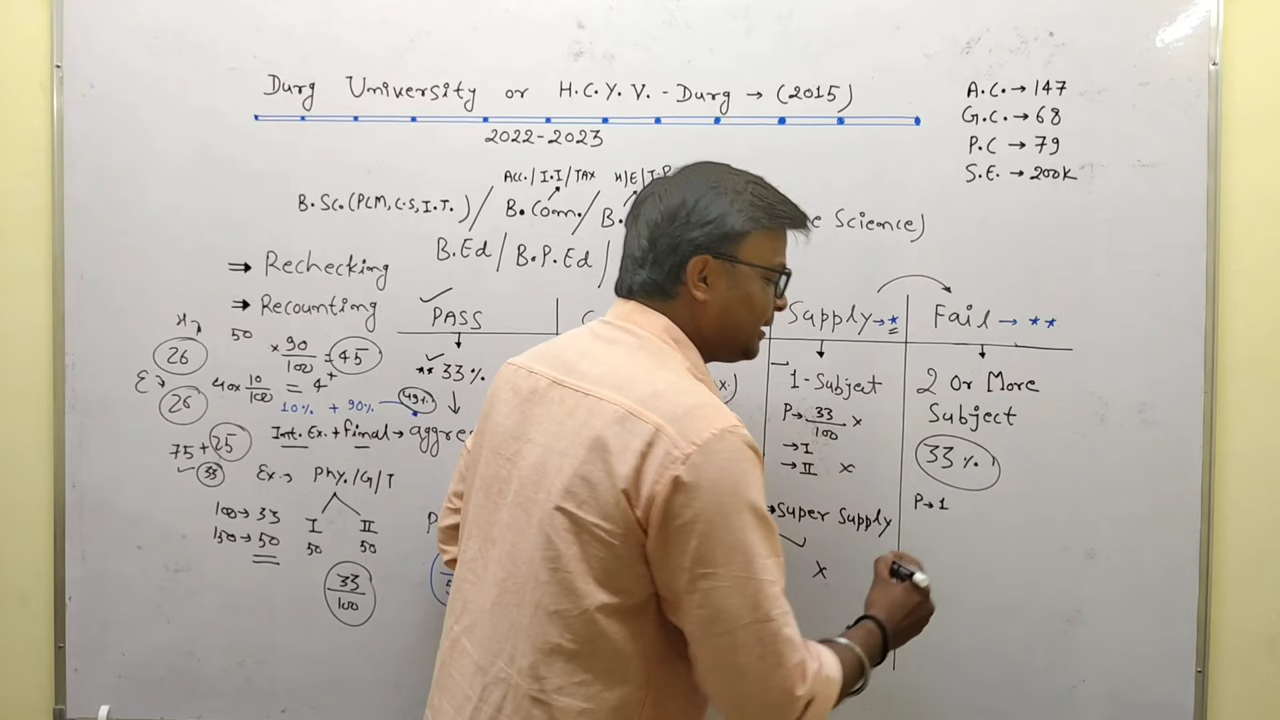 Durg University or H.C.Y.V.-Durg → (2015)
2022-2023
A.C. → 147
G.C. → 68
P.C → 79
S.E. → 200K
Acc./I.I/TAX H/E/
B.Sc.(PCM, C.S, I.T.) / B.Com. / B.
Science)
B.Ed / B.P.Ed /
⇒ Rechecking
→ Recounting
PASS
** 33 %.
Supply → *
1-Subject
P → 33/100 x
→ I
→ II x
Super Supply
x
Fail → **
2 Or More
Subject
33 %.
P → 1
H →
26
E →
26
50
x 90/100 = 45
40x 10/100 = 4+
10% + 90%
49%
Int. Ex. + final → aggre
75 + 25
33
Ex → Phy./G/T
100 → 33
150 → 50
I II
50 50
33/100